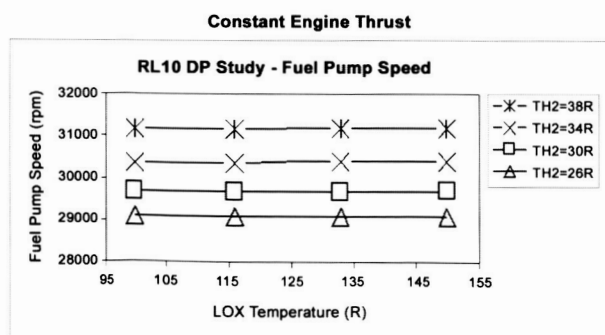 Constant Engine Thrust
RL10 DP Study - Fuel Pump Speed
Fuel Pump Speed (rpm)
32000
31000
30000
29000
28000
95 105 115 125 135 145 155
LOX Temperature (R)
TH2=38R
TH2=34R
TH2=30R
TH2=26R